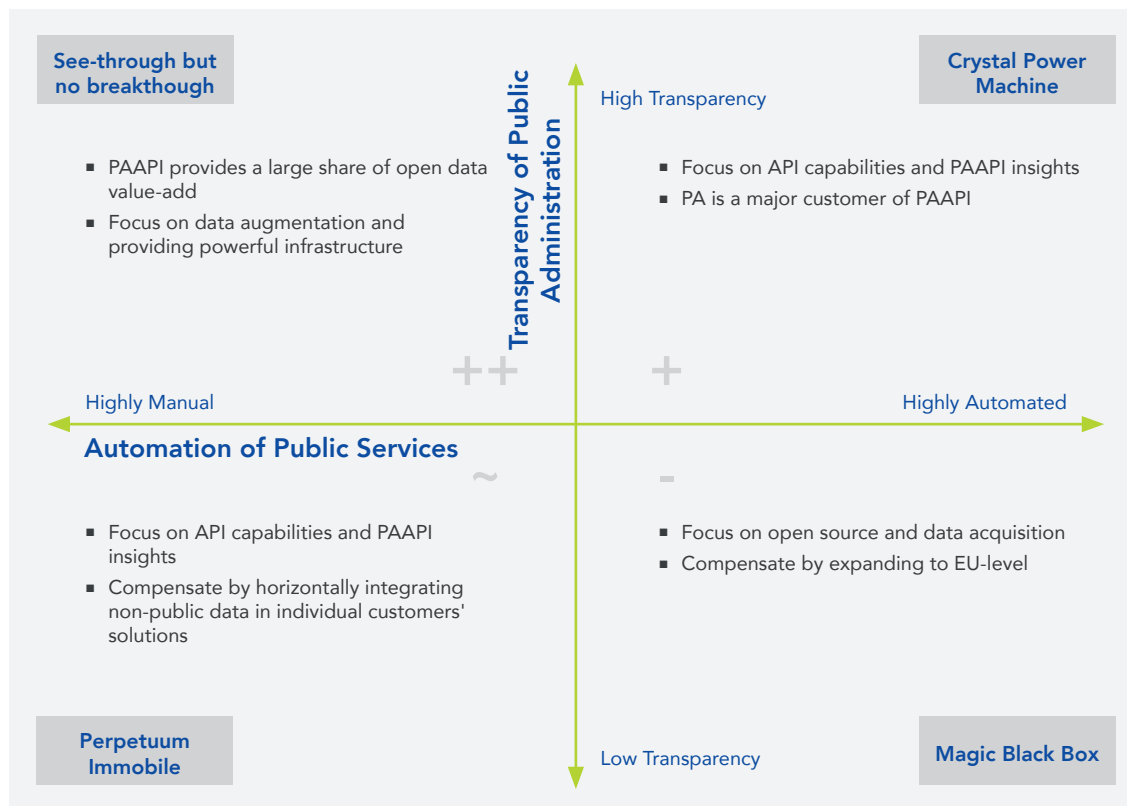 See-through but
no breakthough
Crystal Power
Machine
Transparency of Public
Administration
High Transparency
■ PAAPI provides a large share of open data
value-add
■ Focus on data augmentation and
providing powerful infrastructure
■ Focus on API capabilities and PAAPI insights
■ PA is a major customer of PAAPI
++
+
Highly Manual
Highly Automated
Automation of Public Services
~
-
■ Focus on API capabilities and PAAPI
insights
■ Compensate by horizontally integrating
non-public data in individual customers'
solutions
■ Focus on open source and data acquisition
■ Compensate by expanding to EU-level
Perpetuum
Immobile
Low Transparency
Magic Black Box